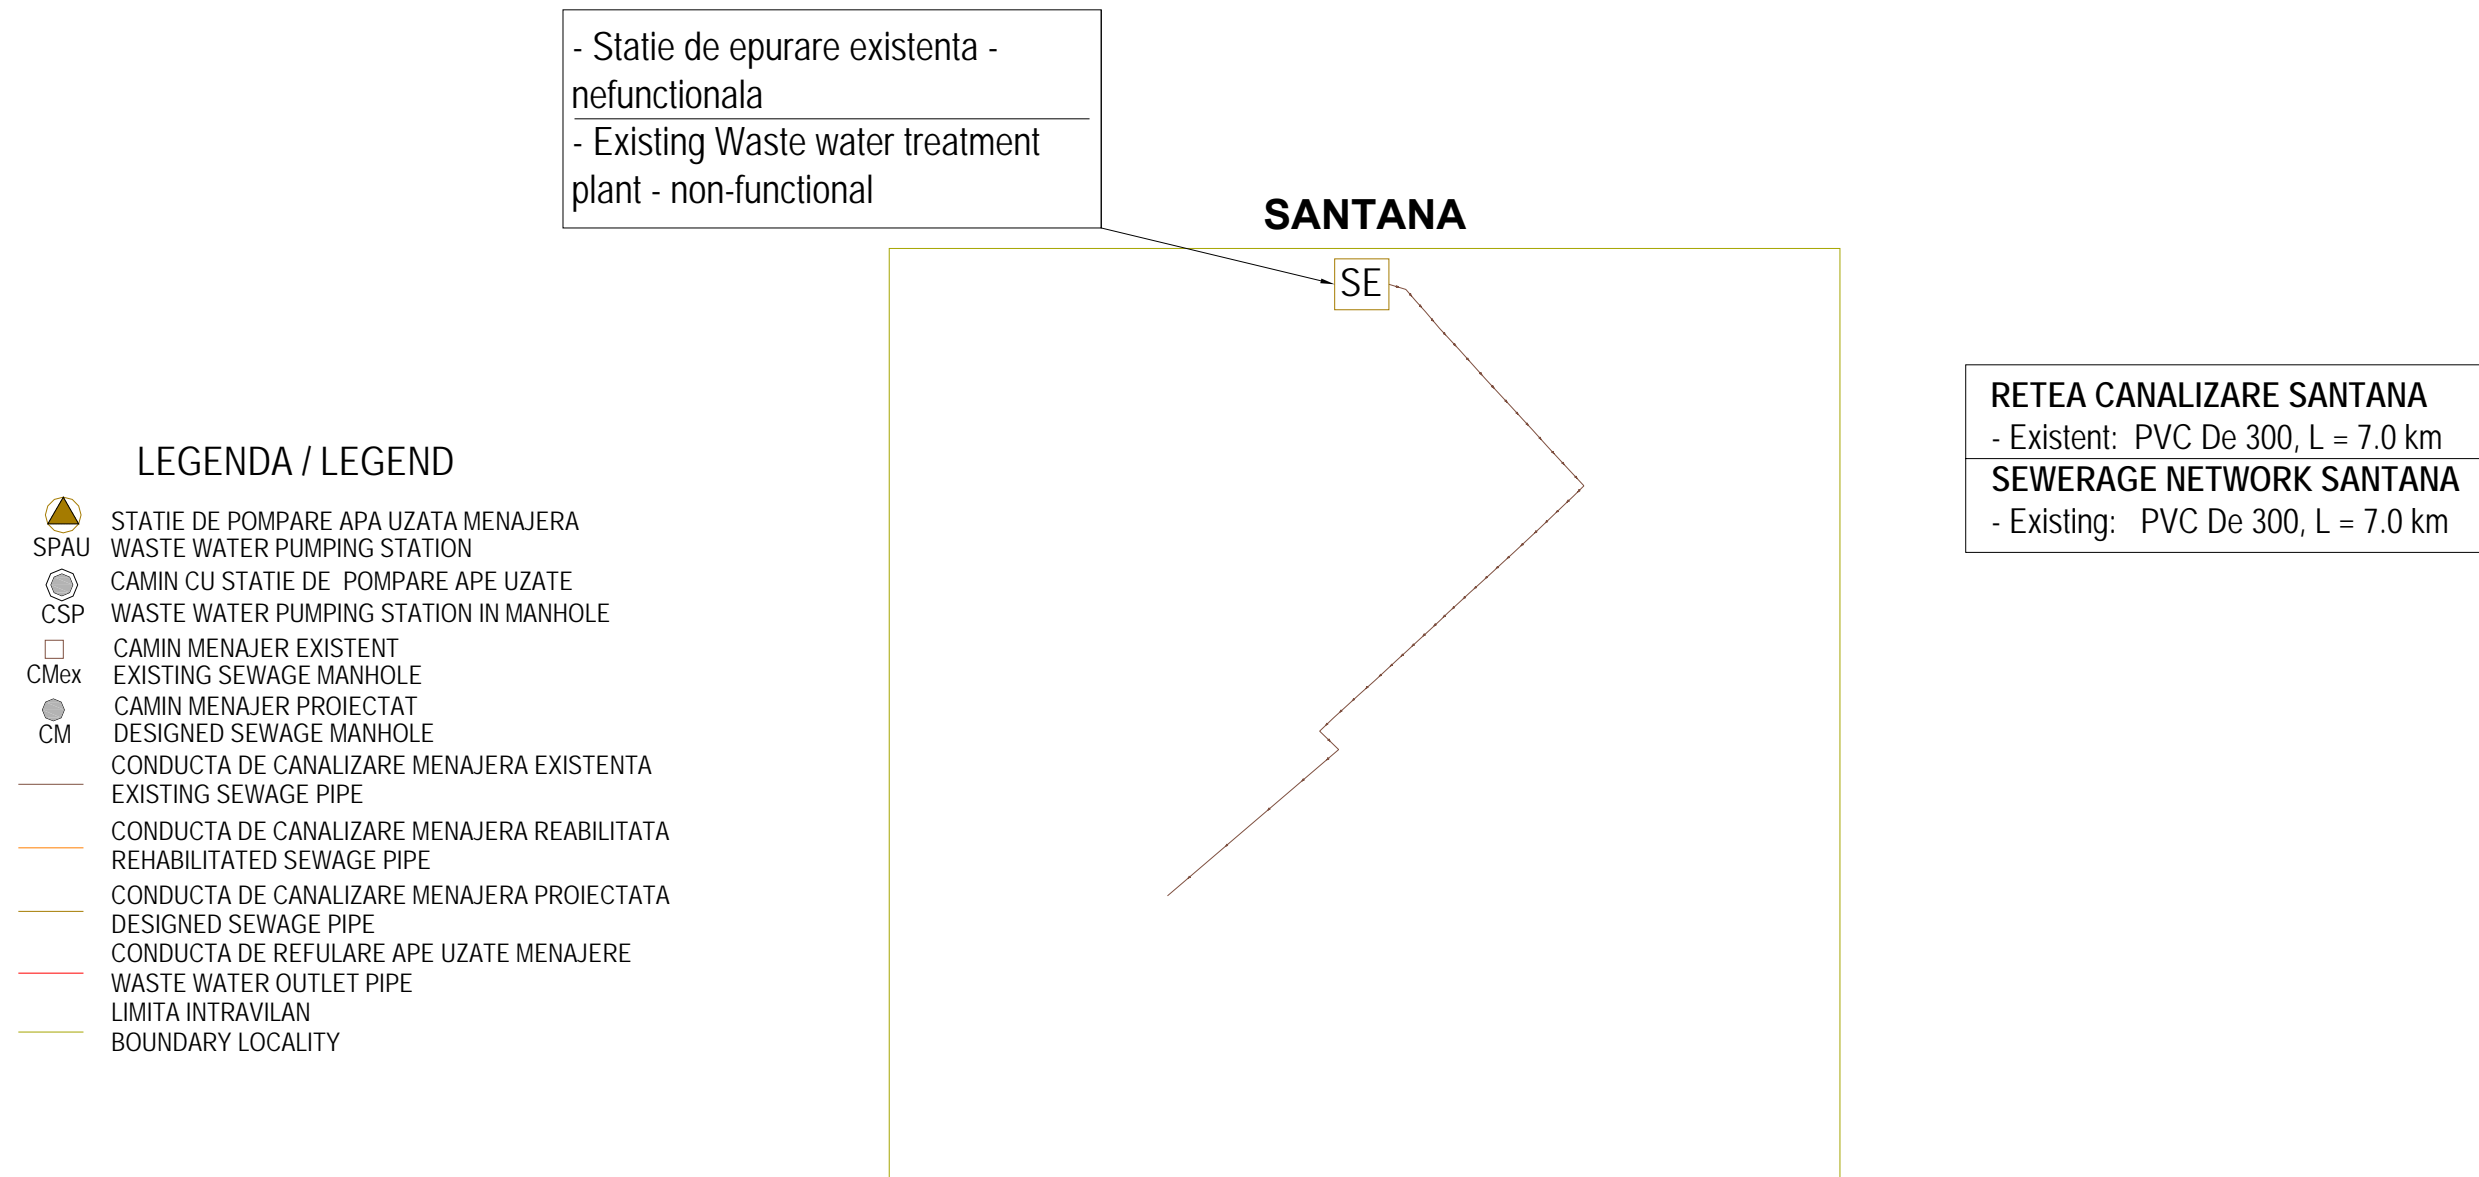 - Statie de epurare existenta -
nefunctionala
- Existing Waste water treatment
plant - non-functional
SANTANA
SE
RETEA CANALIZARE SANTANA
- Existent: PVC De 300, L = 7.0 km
SEWERAGE NETWORK SANTANA
- Existing: PVC De 300, L = 7.0 km
LEGENDA / LEGEND
STATIE DE POMPARE APA UZATA MENAJERA
SPAU WASTE WATER PUMPING STATION
CAMIN CU STATIE DE POMPARE APE UZATE
CSP WASTE WATER PUMPING STATION IN MANHOLE
CAMIN MENAJER EXISTENT
CMex EXISTING SEWAGE MANHOLE
CAMIN MENAJER PROIECTAT
CM DESIGNED SEWAGE MANHOLE
CONDUCTA DE CANALIZARE MENAJERA EXISTENTA
EXISTING SEWAGE PIPE
CONDUCTA DE CANALIZARE MENAJERA REABILITATA
REHABILITATED SEWAGE PIPE
CONDUCTA DE CANALIZARE MENAJERA PROIECTATA
DESIGNED SEWAGE PIPE
CONDUCTA DE REFULARE APE UZATE MENAJERE
WASTE WATER OUTLET PIPE
LIMITA INTRAVILAN
BOUNDARY LOCALITY